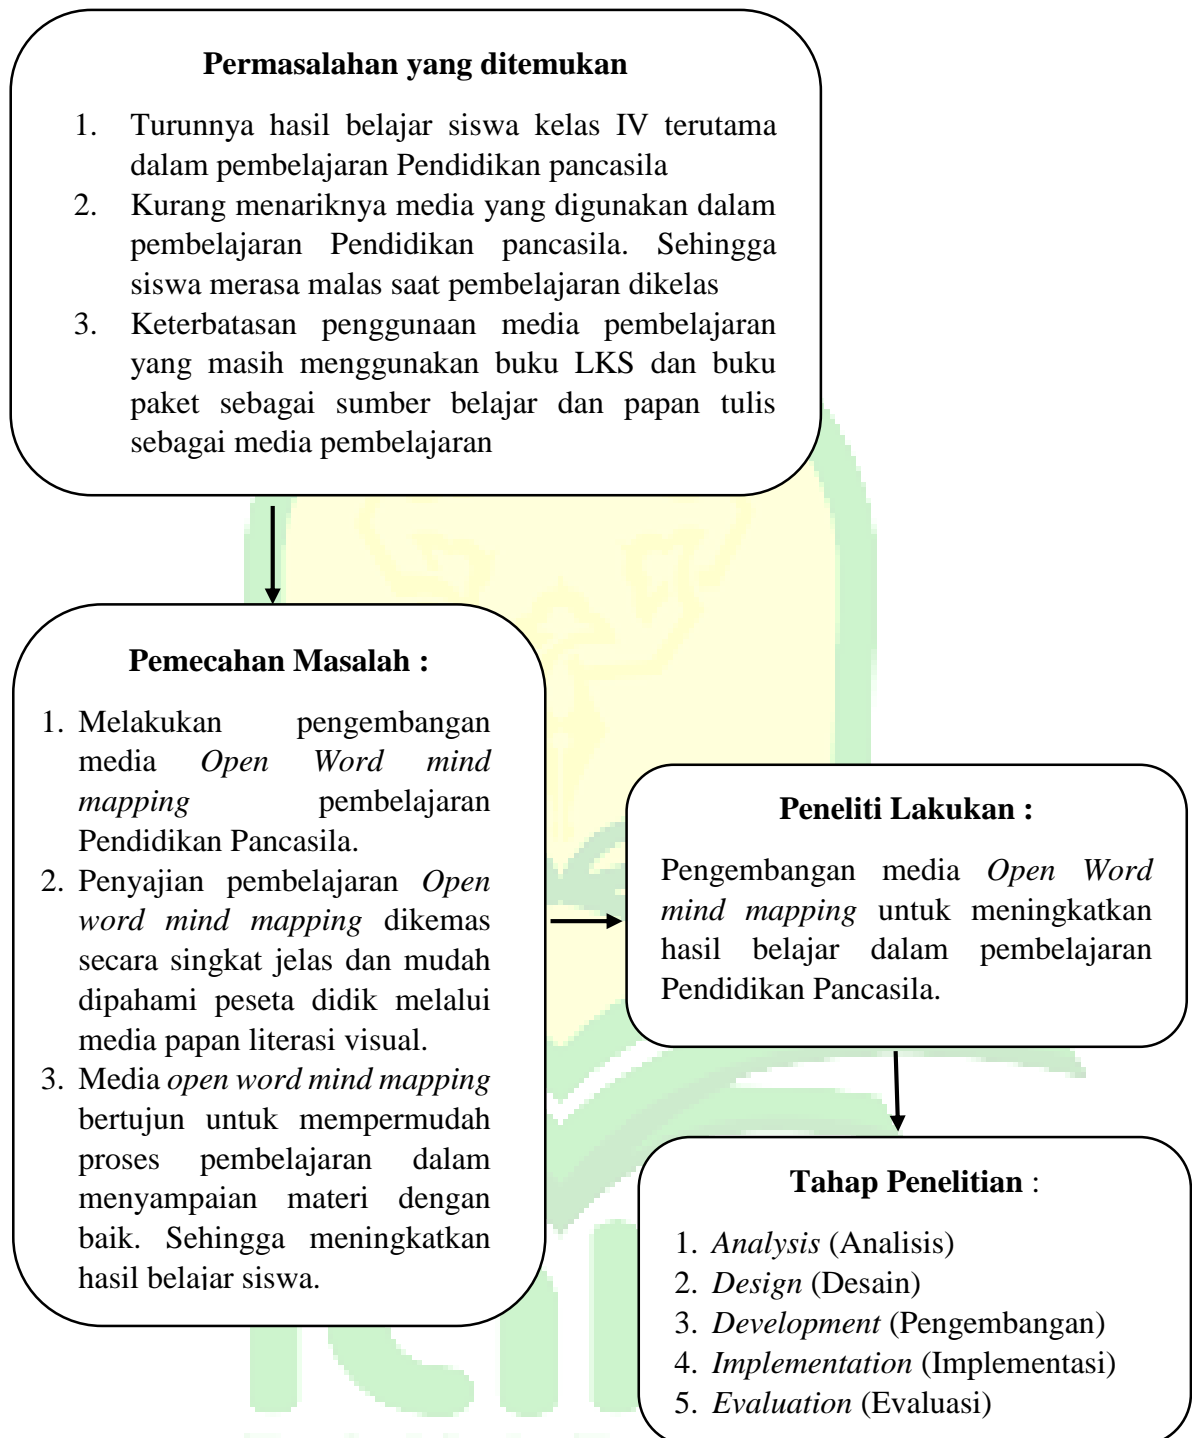 Permasalahan yang ditemukan
1. Turunnya hasil belajar siswa kelas IV terutama
dalam pembelajaran Pendidikan pancasila
2. Kurang menariknya media yang digunakan dalam
pembelajaran Pendidikan pancasila. Sehingga
siswa merasa malas saat pembelajaran dikelas
3. Keterbatasan penggunaan media pembelajaran
yang masih menggunakan buku LKS dan buku
paket sebagai sumber belajar dan papan tulis
sebagai media pembelajaran
Pemecahan Masalah :
1. Melakukan pengembangan
media Open Word mind
mapping pembelajaran
Pendidikan Pancasila.
2. Penyajian pembelajaran Open
word mind mapping dikemas
secara singkat jelas dan mudah
dipahami peseta didik melalui
media papan literasi visual.
3. Media open word mind mapping
bertujun untuk mempermudah
proses pembelajaran dalam
menyampaian materi dengan
baik. Sehingga meningkatkan
hasil belajar siswa.
Peneliti Lakukan :
Pengembangan media Open Word
mind mapping untuk meningkatkan
hasil belajar dalam pembelajaran
Pendidikan Pancasila.
Tahap Penelitian :
1. Analysis (Analisis)
2. Design (Desain)
3. Development (Pengembangan)
4. Implementation (Implementasi)
5. Evaluation (Evaluasi)